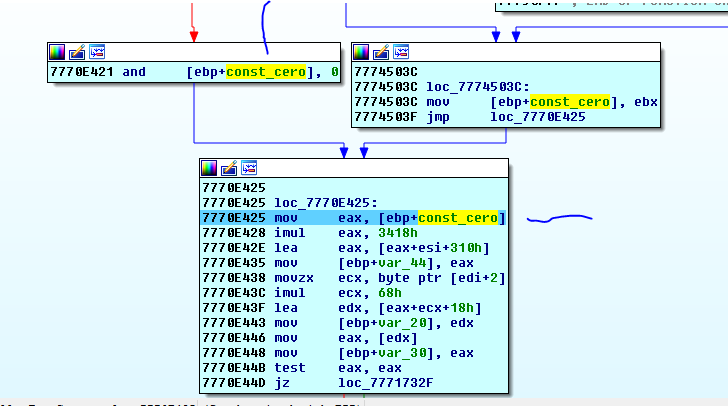 7770E421 and [ebp+const_cero], 0
7774503C
7774503C loc_7774503C:
7774503C mov [ebp+const_cero], ebx
7774503F jmp loc_7770E425
7770E425
7770E425 loc_7770E425:
7770E425 mov eax, [ebp+const_cero]
7770E428 imul eax, 3418h
7770E42E lea eax, [eax+esi+310h]
7770E435 mov [ebp+var_44], eax
7770E438 movzx ecx, byte ptr [edi+2]
7770E43C imul ecx, 68h
7770E43F lea edx, [eax+ecx+18h]
7770E443 mov [ebp+var_20], edx
7770E446 mov eax, [edx]
7770E448 mov [ebp+var_30], eax
7770E44B test eax, eax
7770E44D jz loc_7771732F